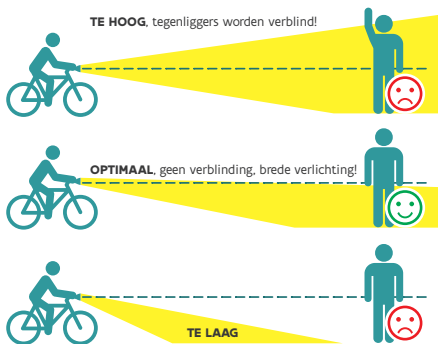 TE HOOG, tegenliggers worden verblind!
OPTIMAAL, geen verblinding, brede verlichting!
TE LAAG